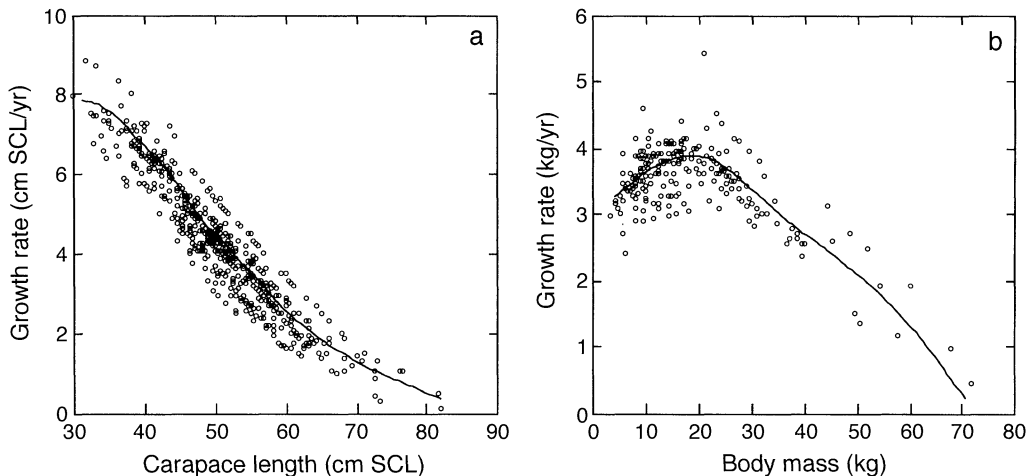 a
Growth rate (cm SCL/yr)
10
8
6
4
2
0
30 40 50 60 70 80 90
Carapace length (cm SCL)
b
Growth rate (kg/yr)
6
5
4
3
2
1
0
0 10 20 30 40 50 60 70 80
Body mass (kg)